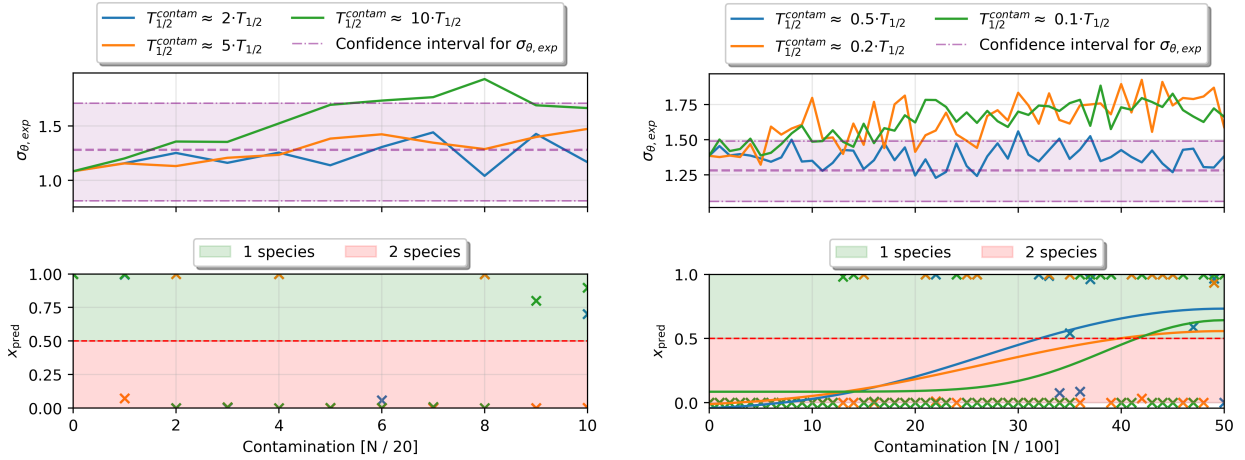 T_{1/2}^{contam} ≈ 2·T_{1/2}
T_{1/2}^{contam} ≈ 10·T_{1/2}
T_{1/2}^{contam} ≈ 5·T_{1/2}
Confidence interval for σ_{θ,exp}
σ_{θ,exp}
1.5
1.0
1 species
2 species
x_{pred}
1.00
0.75
0.50
0.25
0.00
0
2
4
6
8
10
Contamination [N / 20]
T_{1/2}^{contam} ≈ 0.5·T_{1/2}
T_{1/2}^{contam} ≈ 0.1·T_{1/2}
T_{1/2}^{contam} ≈ 0.2·T_{1/2}
Confidence interval for σ_{θ,exp}
σ_{θ,exp}
1.75
1.50
1.25
1 species
2 species
x_{pred}
1.0
0.5
0.0
0
10
20
30
40
50
Contamination [N / 100]